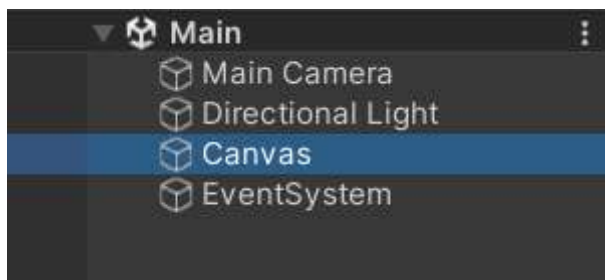 Main
Main Camera
Directional Light
Canvas
EventSystem